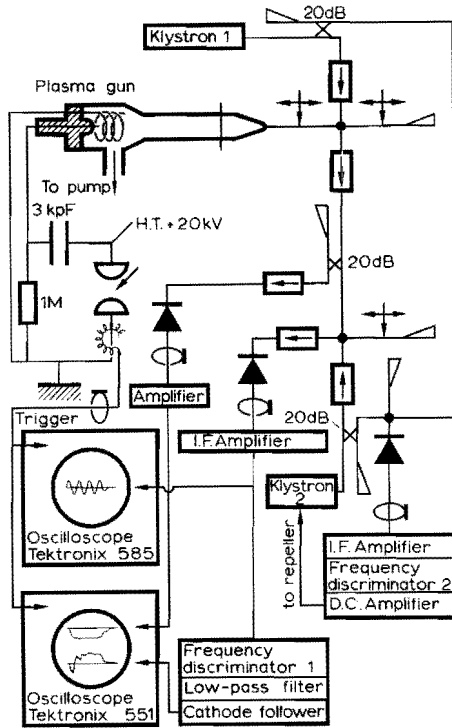 20dB
Klystron 1
Plasma gun
To pump
3 kpF
H.T. + 20kV
1M
20dB
Trigger
Amplifier
I.F. Amplifier
20dB
Klystron
2
Oscilloscope
Tektronix 585
to repeller
I.F. Amplifier
Frequency
discriminator 2
D.C. Amplifier
Oscilloscope
Tektronix 551
Frequency
discriminator 1
Low-pass filter
Cathode follower